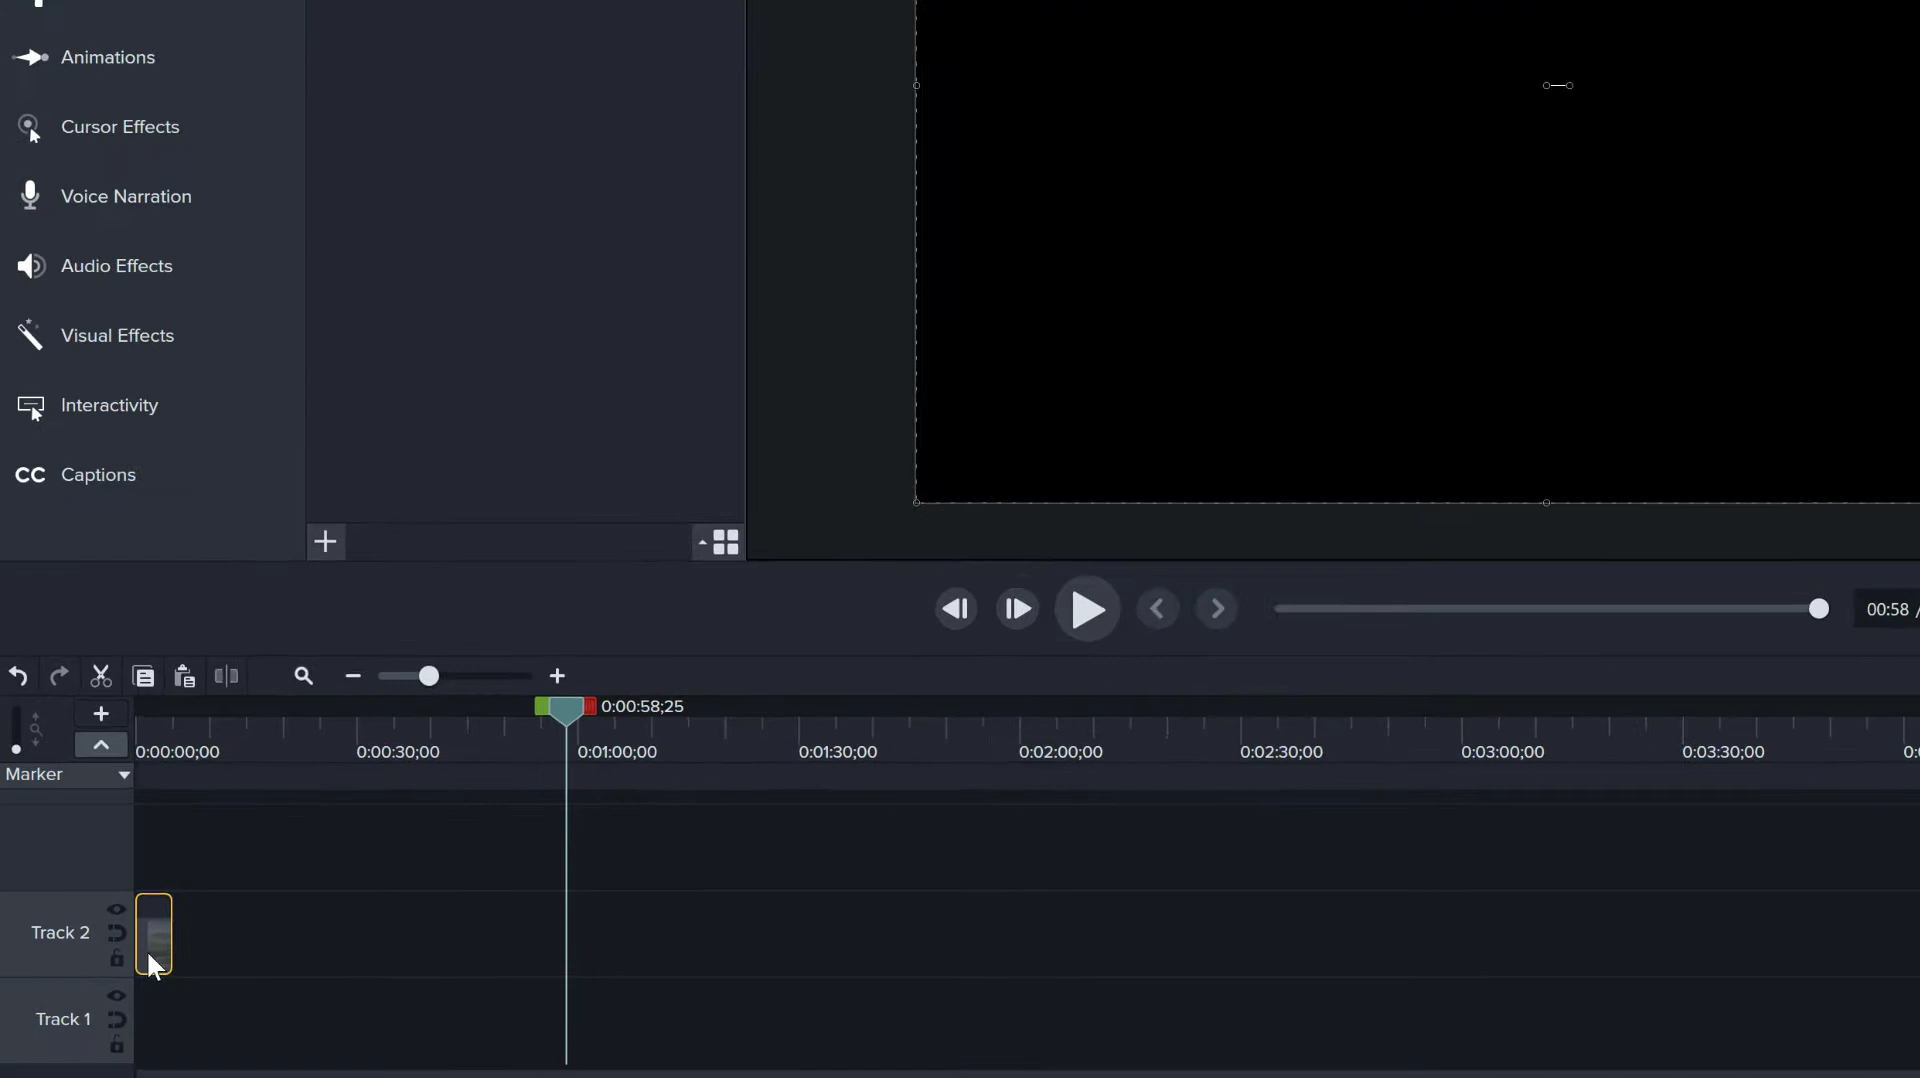 Animations
Cursor Effects
Voice Narration
Audio Effects
Visual Effects
Interactivity
CC Captions
00:58 /
0:00:58;25
0:00:00;00 0:00:30;00 0:01:00;00 0:01:30;00 0:02:00;00 0:02:30;00 0:03:00;00 0:03:30;00 0:
Marker
Track 2
Track 1